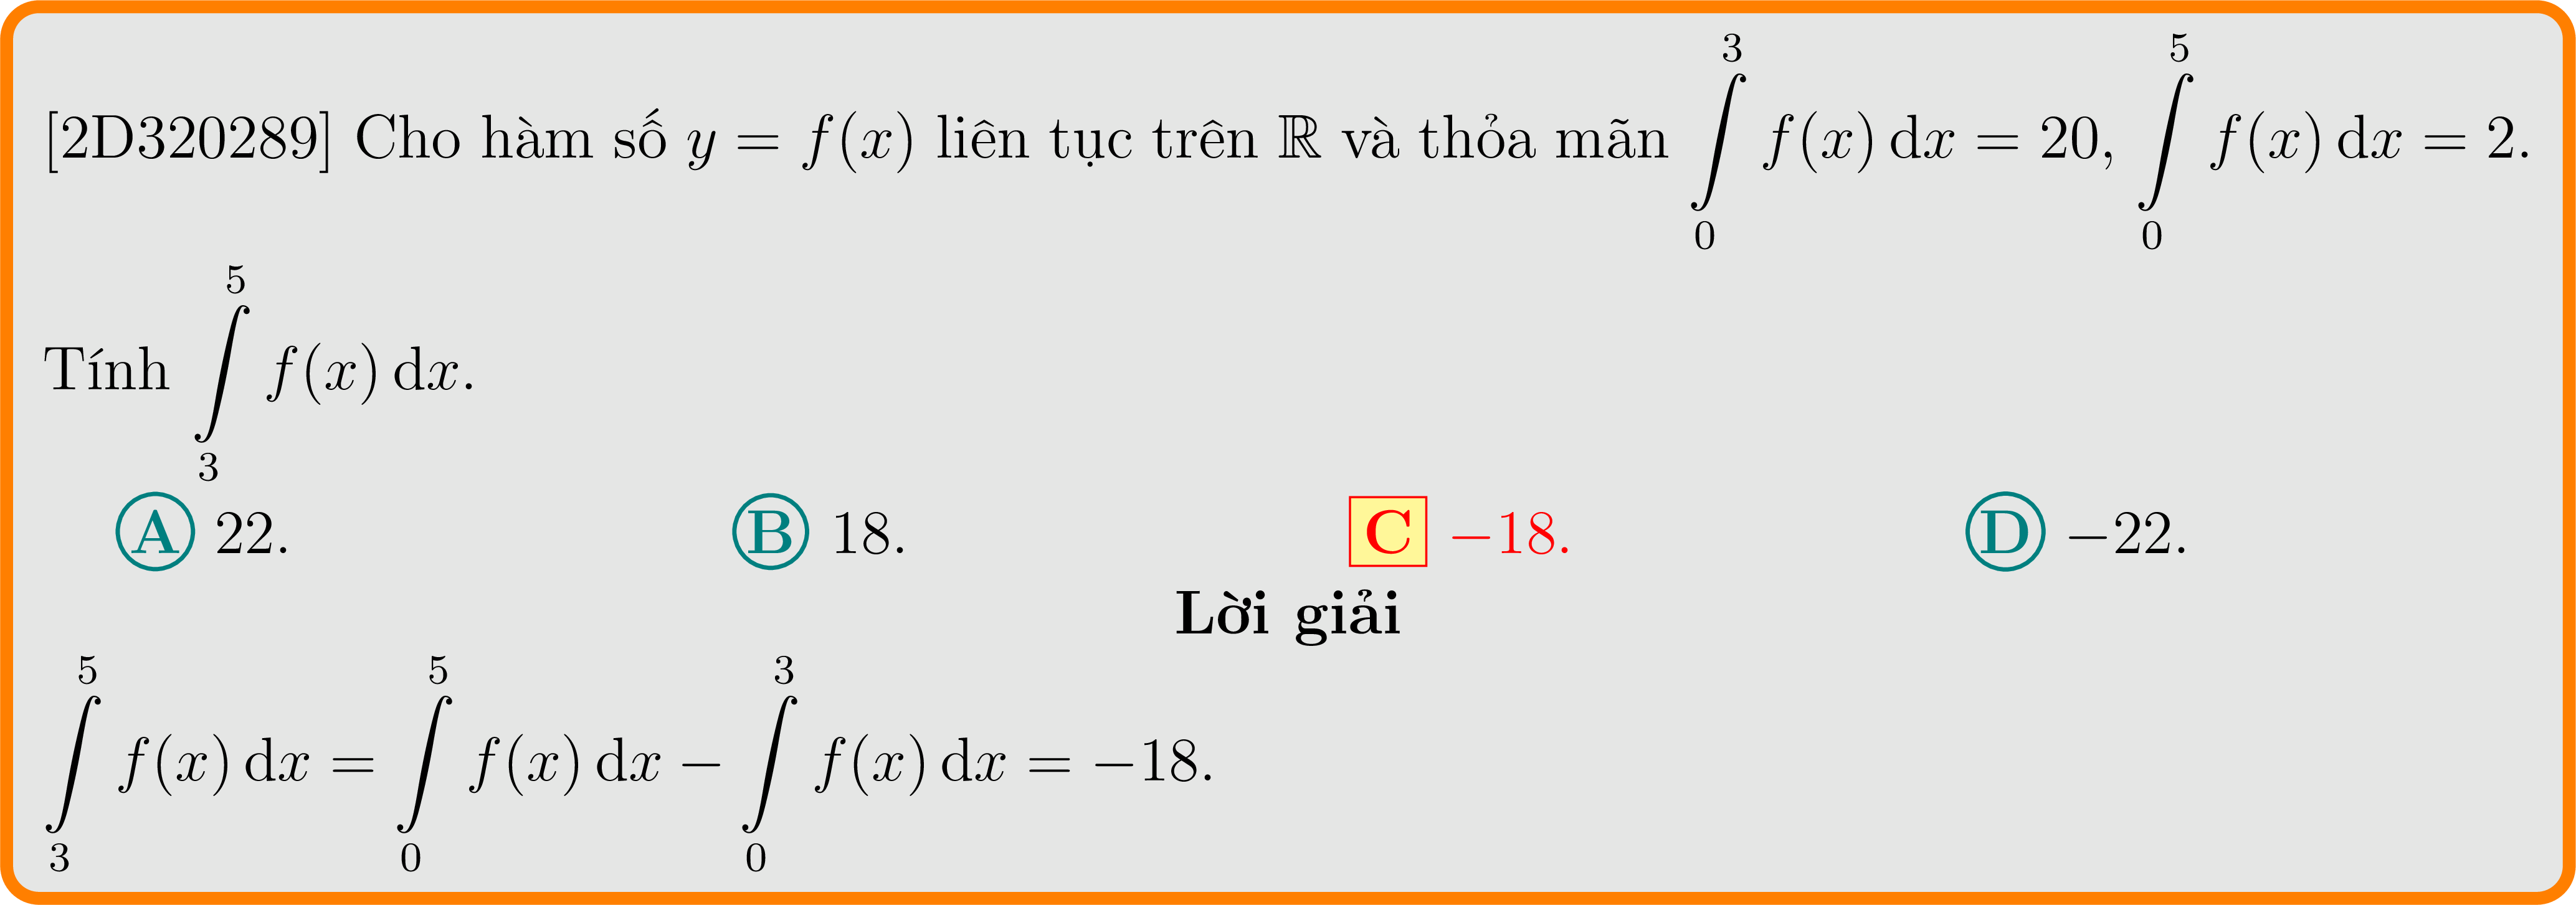 [2D320289] Cho hàm số $y = f(x)$ liên tục trên $\mathbb{R}$ và thỏa mãn $\int\limits_0^3 f(x)\,\mathrm{d}x = 20$, $\int\limits_0^5 f(x)\,\mathrm{d}x = 2$.
Tính $\int\limits_3^5 f(x)\,\mathrm{d}x$.
A 22. B 18. C −18. D −22.
Lời giải
$\int\limits_3^5 f(x)\,\mathrm{d}x = \int\limits_0^5 f(x)\,\mathrm{d}x - \int\limits_0^3 f(x)\,\mathrm{d}x = -18$.